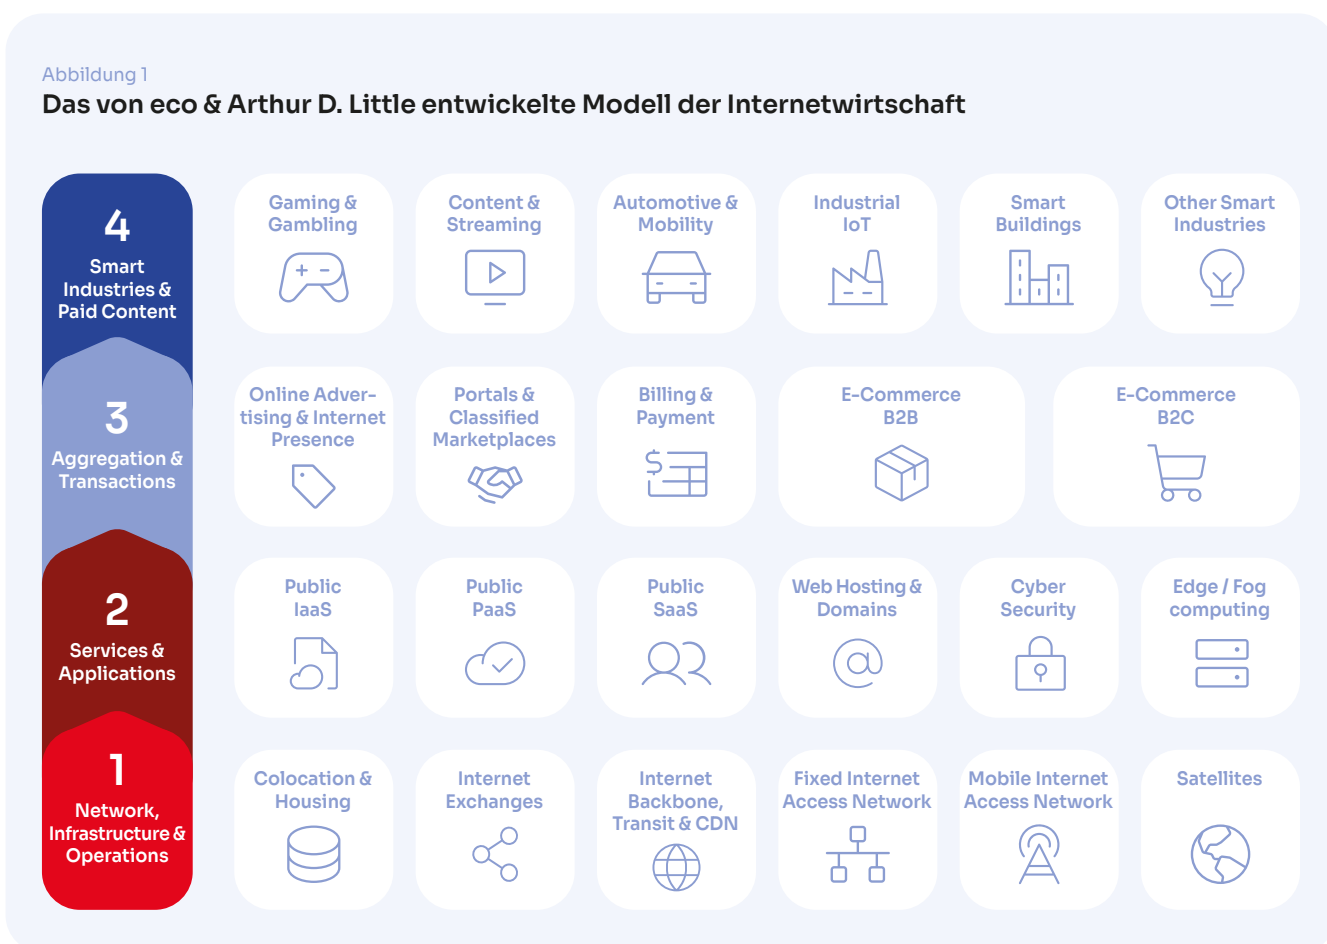 Abbildung 1
Das von eco & Arthur D. Little entwickelte Modell der Internetwirtschaft
4
Smart
Industries &
Paid Content
Gaming &
Gambling
Content &
Streaming
Automotive &
Mobility
Industrial
IoT
Smart
Buildings
Other Smart
Industries
3
Aggregation &
Transactions
Online Adver-
tising & Internet
Presence
Portals &
Classified
Marketplaces
Billing &
Payment
$
E-Commerce
B2B
E-Commerce
B2C
2
Services &
Applications
Public
IaaS
Public
PaaS
Public
SaaS
Web Hosting &
Domains
@
Cyber
Security
Edge / Fog
computing
1
Network,
Infrastructure &
Operations
Colocation &
Housing
Internet
Exchanges
Internet
Backbone,
Transit & CDN
Fixed Internet
Access Network
Mobile Internet
Access Network
Satellites